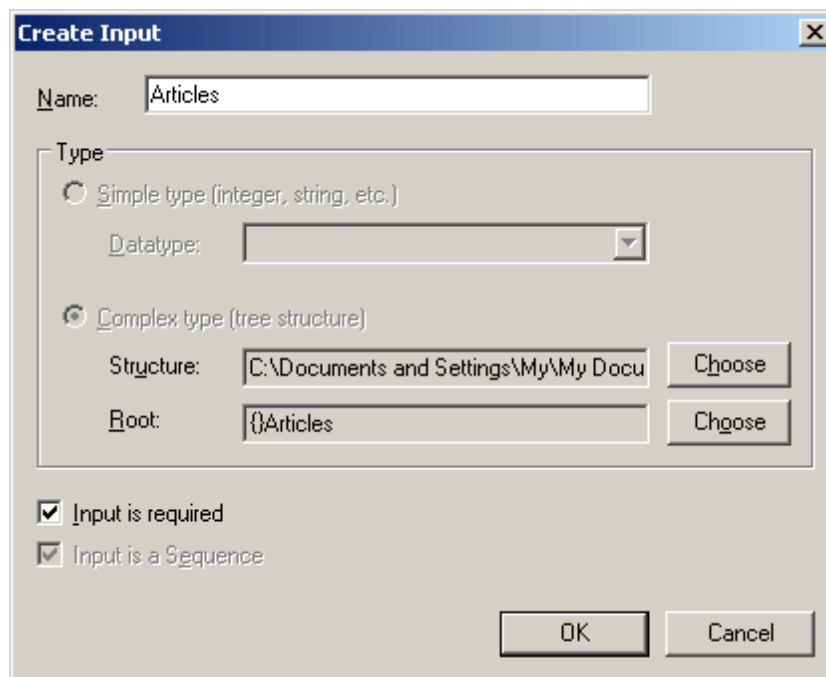 Create Input
Name: Articles
Type
Simple type (integer, string, etc.)
Datatype:
Complex type (tree structure)
Structure: C:\Documents and Settings\My\My Docu Choose
Root: {}Articles Choose
Input is required
Input is a Sequence
OK Cancel